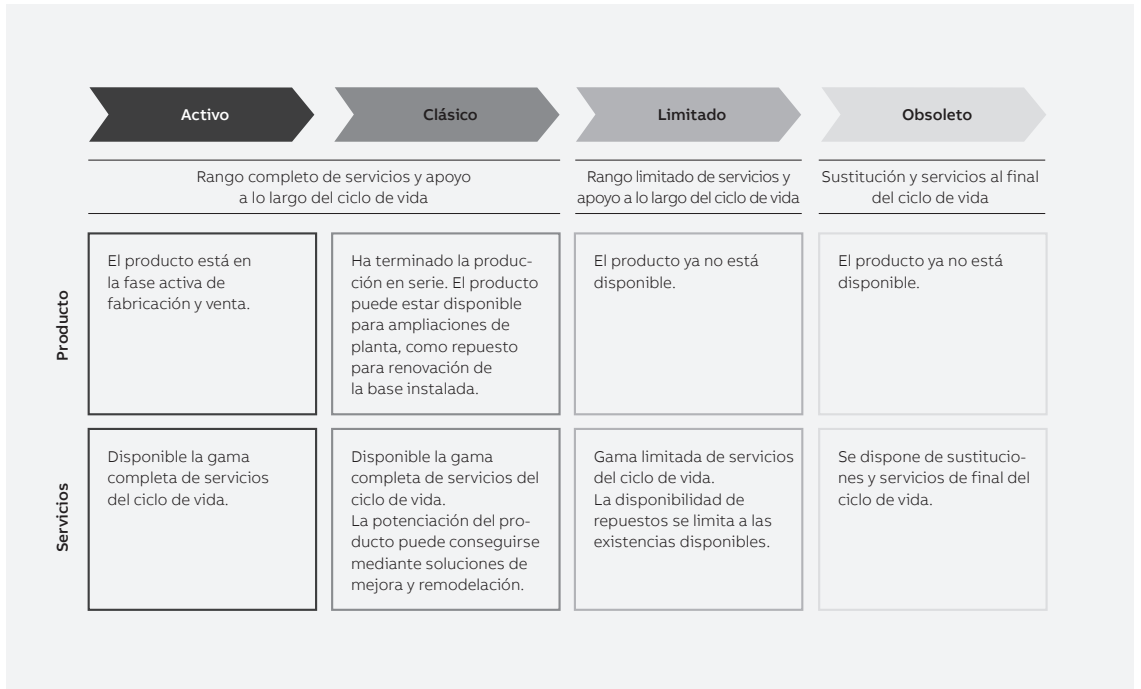 Activo
Clásico
Limitado
Obsoleto
Rango completo de servicios y apoyo
a lo largo del ciclo de vida
Rango limitado de servicios y
apoyo a lo largo del ciclo de vida
Sustitución y servicios al final
del ciclo de vida
Producto
El producto está en
la fase activa de
fabricación y venta.
Ha terminado la produc-
ción en serie. El producto
puede estar disponible
para ampliaciones de
planta, como repuesto
para renovación de
la base instalada.
El producto ya no está
disponible.
El producto ya no está
disponible.
Servicios
Disponible la gama
completa de servicios
del ciclo de vida.
Disponible la gama
completa de servicios del
ciclo de vida.
La potenciación del pro-
ducto puede conseguirse
mediante soluciones de
mejora y remodelación.
Gama limitada de servicios
del ciclo de vida.
La disponibilidad de
repuestos se limita a las
existencias disponibles.
Se dispone de sustitucio-
nes y servicios de final del
ciclo de vida.